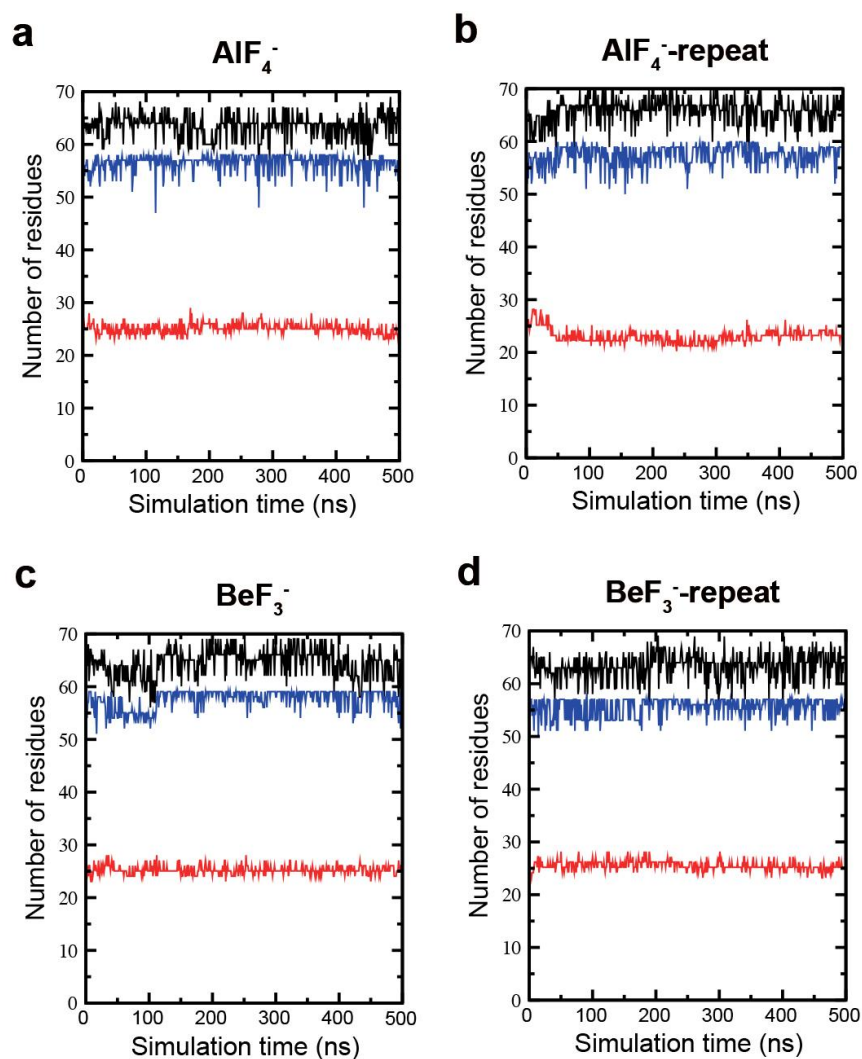 a
AlF₄⁻
Number of residues
70
60
50
40
30
20
10
0
0 100 200 300 400 500
Simulation time (ns)
b
AlF₄⁻-repeat
Number of residues
70
60
50
40
30
20
10
0
0 100 200 300 400 500
Simulation time (ns)
c
BeF₃⁻
Number of residues
70
60
50
40
30
20
10
0
0 100 200 300 400 500
Simulation time (ns)
d
BeF₃⁻-repeat
Number of residues
70
60
50
40
30
20
10
0
0 100 200 300 400 500
Simulation time (ns)